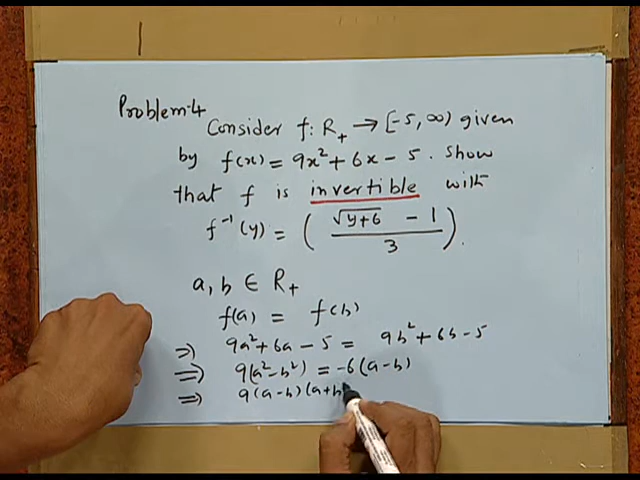 Problem-4
Consider f: R₊ → [-5, ∞) given
by f(x) = 9x² + 6x - 5. Show
that f is invertible with
f⁻¹(y) = ( (√(y+6) - 1) / 3 ).
a, b ∈ R₊
f(a) = f(b)
⇒ 9a² + 6a - 5 = 9b² + 6b - 5
⇒ 9(a² - b²) = -6(a - b)
⇒ 9(a - b)(a + b